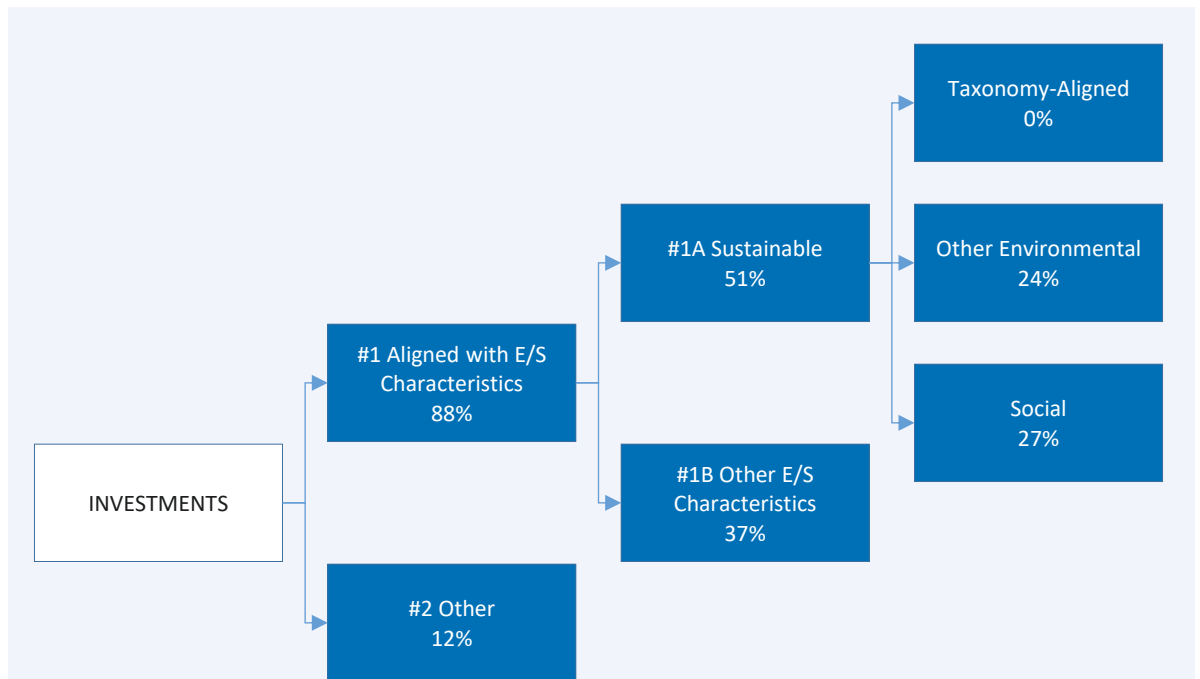 Taxonomy-Aligned
0%
#1A Sustainable
51%
Other Environmental
24%
#1 Aligned with E/S
Characteristics
88%
Social
27%
INVESTMENTS
#1B Other E/S
Characteristics
37%
#2 Other
12%